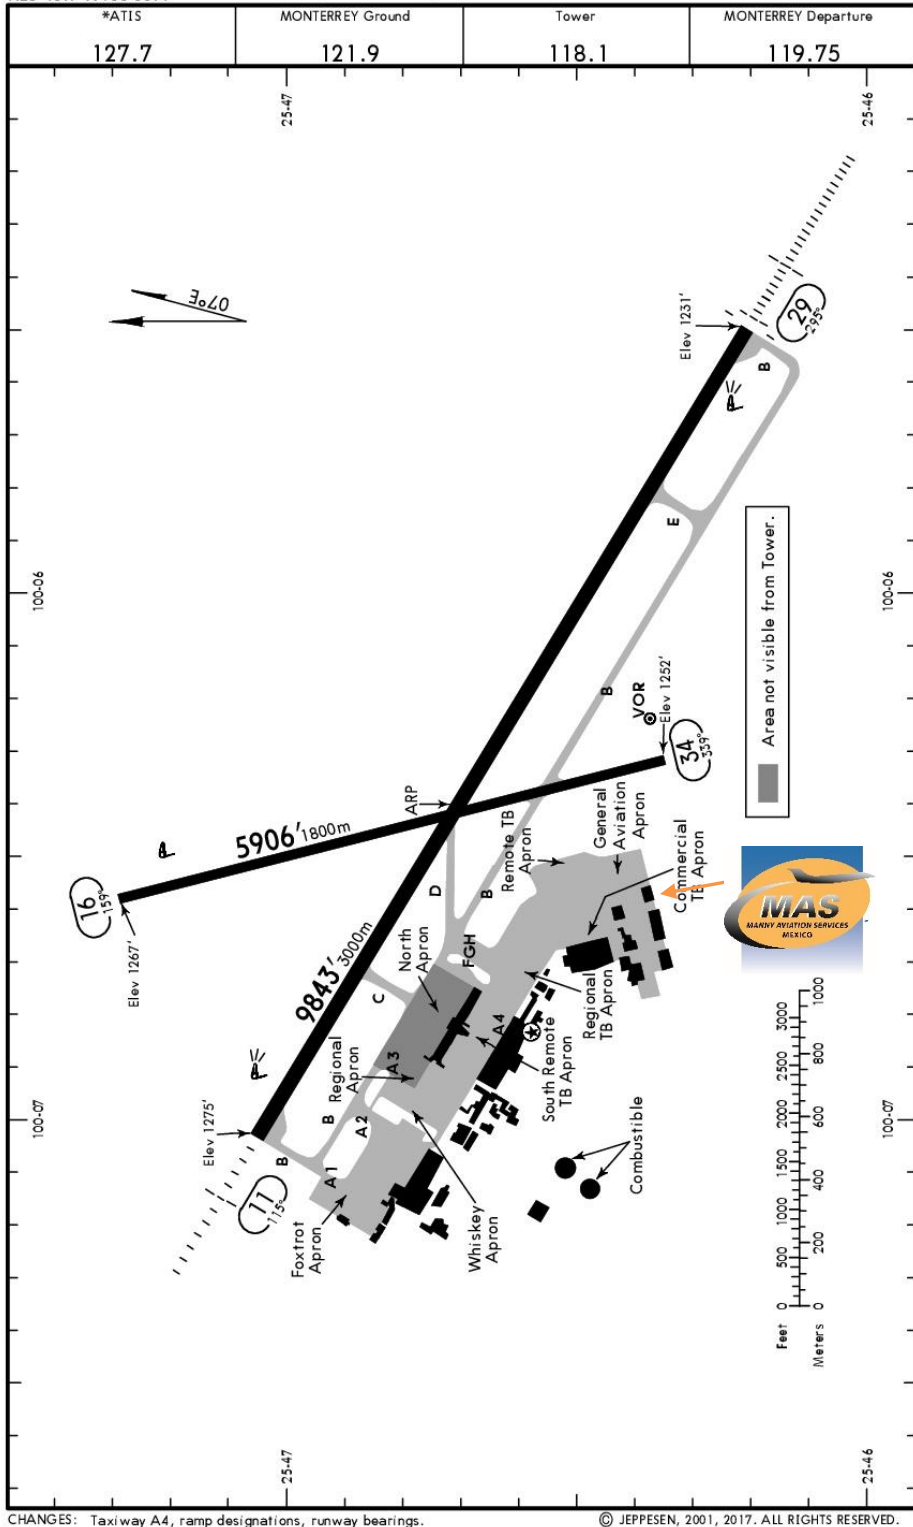 *ATIS
127.7
MONTERREY Ground
121.9
Tower
118.1
MONTERREY Departure
119.75
25-47
25-46
07°E
Elev 1231'
29
295°
B
E
100-06
100-06
Area not visible from Tower.
B
VOR
Elev 1252'
34
339°
ARP
5906' 1800m
16
159°
Elev 1267'
9843' 3000m
D
B
C
FGH
North
Apron
Remote TB
Apron
General
Aviation
Apron
Commercial
TB Apron
MAS
MANNY AVIATION SERVICES
MEXICO
Regional
TB Apron
A4
South Remote
TB Apron
A3
Regional
Apron
B
A2
100-07
100-07
Elev 1275'
B
A1
11
115°
Foxtrot
Apron
Whiskey
Apron
Combustible
Feet 0 500 1000 1500 2000 2500 3000
Meters 0 200 400 600 800 1000
25-47
25-46
CHANGES: Taxiway A4, ramp designations, runway bearings.
© JEPPESEN, 2001, 2017. ALL RIGHTS RESERVED.